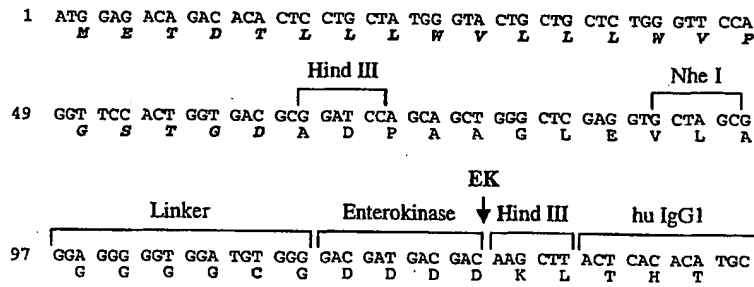 1 ATG GAG ACA GAC ACA CTC CTG CTA TGG GTA CTG CTG CTC TGG GTT CCA
M E T D T L L L W V L L L W V P
Hind III Nhe I
49 GGT TCC ACT GGT GAC GCG GAT CCA GCA GCT GGG CTC GAG GTG CTA GCG
G S T G D A D P A A G L E V L A
EK
Linker Enterokinase Hind III hu IgG1
97 GGA GGG GGT GGA TGT GGG GAC GAT GAC GAC AAG CTT ACT CAC ACA TGC
G G G G C G D D D D K L T H T